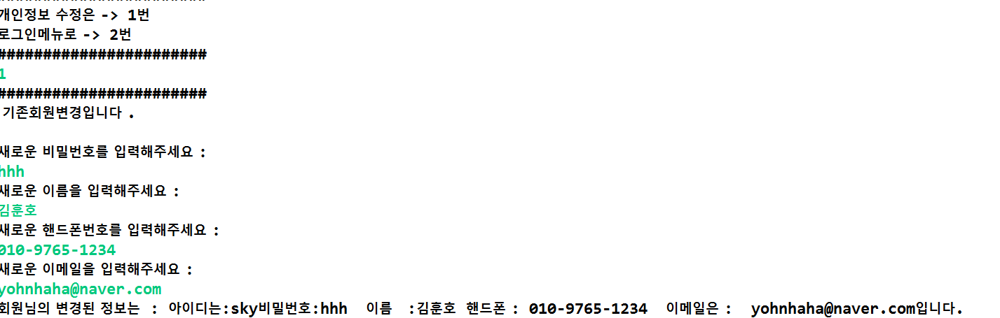 개인정보 수정은 -> 1번
로그인메뉴로 -> 2번
#######################
1
#######################
기존회원변경입니다 .
새로운 비밀번호를 입력해주세요 :
hhh
새로운 이름을 입력해주세요 :
김훈호
새로운 핸드폰번호를 입력해주세요 :
010-9765-1234
새로운 이메일을 입력해주세요 :
yohnhaha@naver.com
회원님의 변경된 정보는 : 아이디는:sky비밀번호:hhh  이름  :김훈호 핸드폰 : 010-9765-1234  이메일은 :  yohnhaha@naver.com입니다.